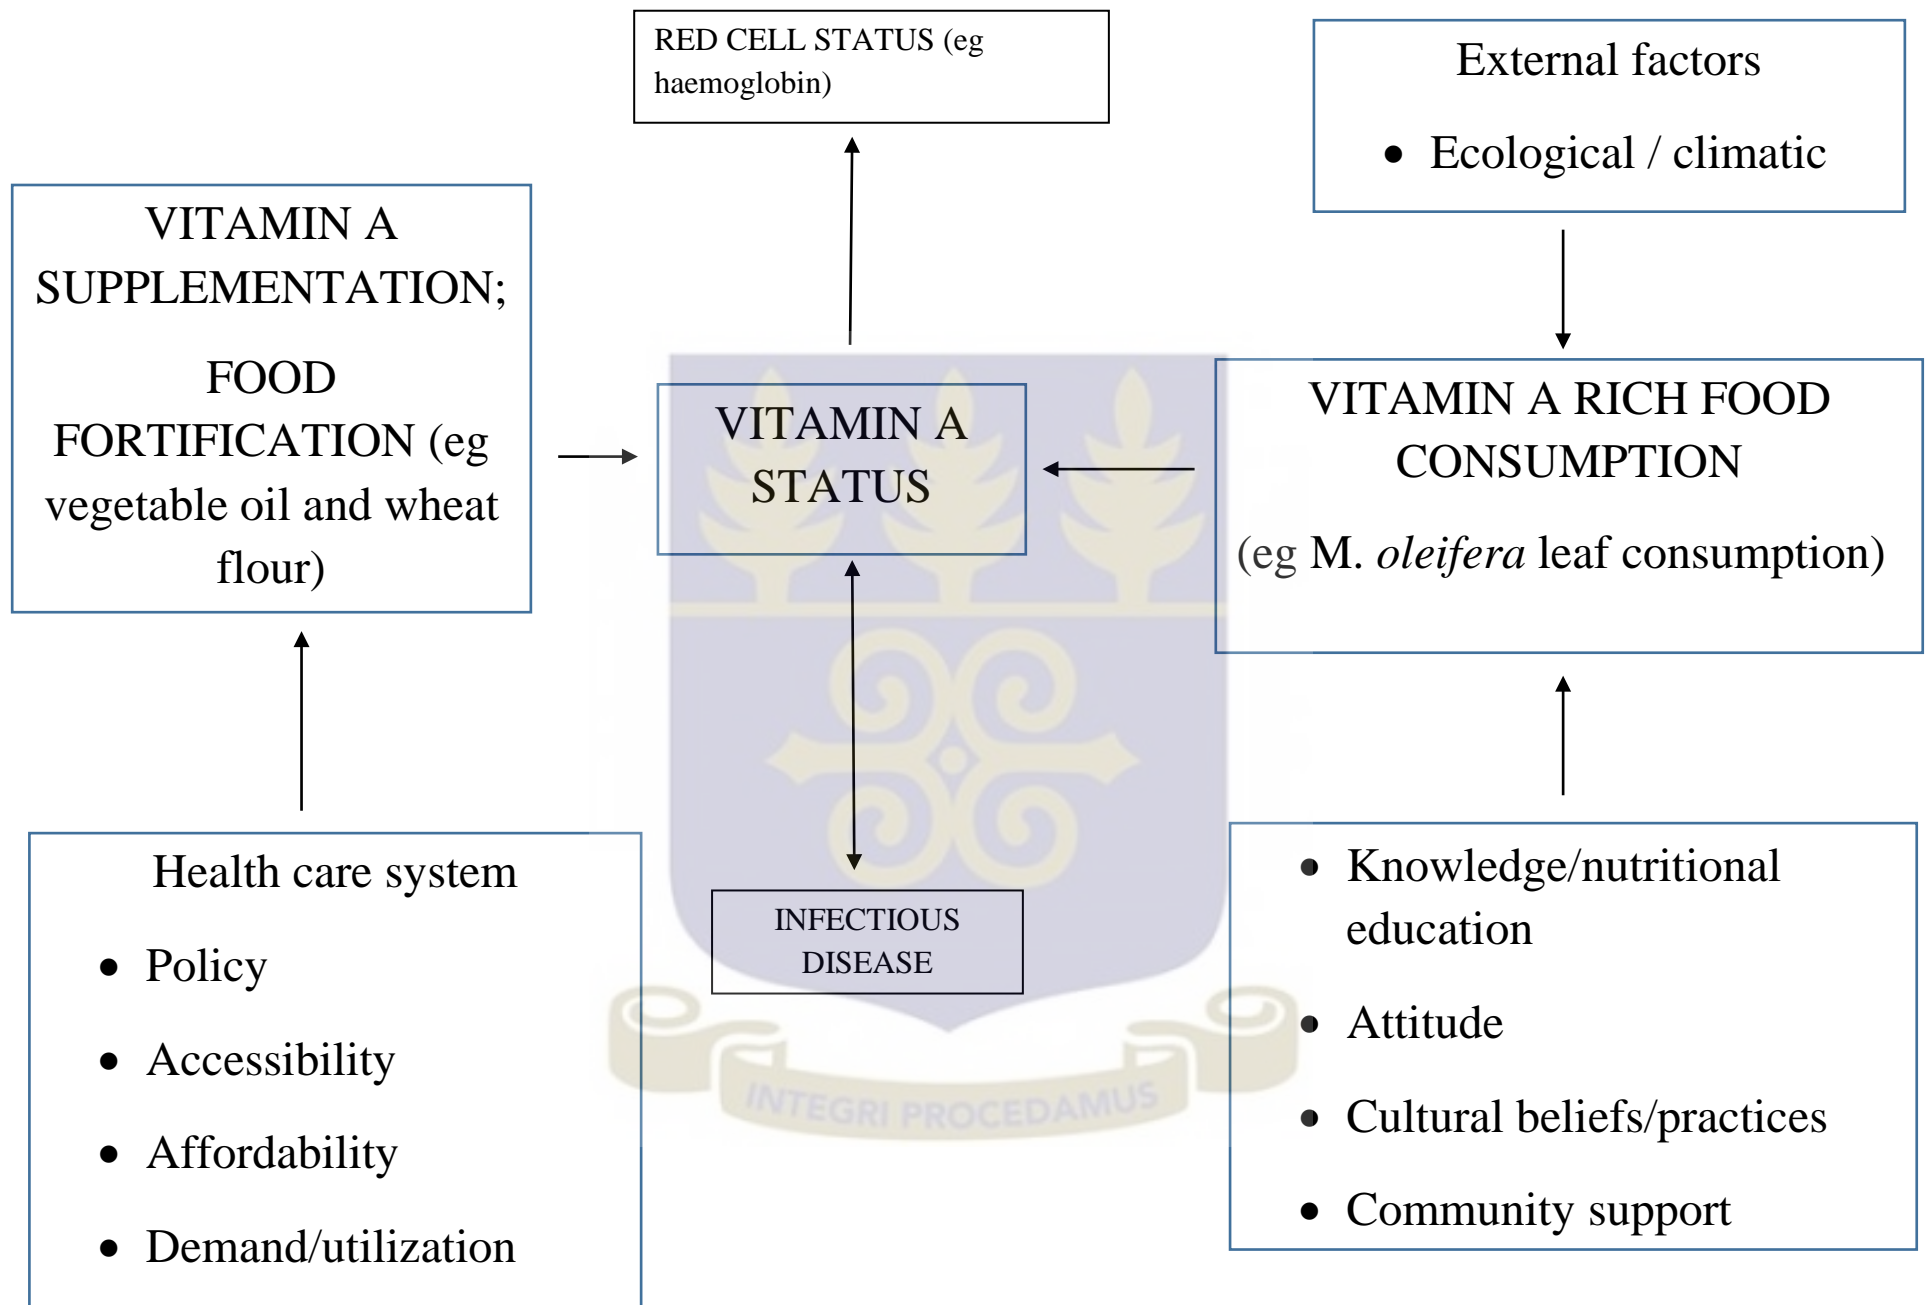 RED CELL STATUS (eg
haemoglobin)
External factors
• Ecological / climatic
VITAMIN A
SUPPLEMENTATION;
FOOD
FORTIFICATION (eg
vegetable oil and wheat
flour)
VITAMIN A
STATUS
VITAMIN A RICH FOOD
CONSUMPTION
(eg M. oleifera leaf consumption)
Health care system
• Policy
• Accessibility
• Affordability
• Demand/utilization
INFECTIOUS
DISEASE
• Knowledge/nutritional
education
• Attitude
• Cultural beliefs/practices
• Community support
INTEGRI PROCEDAMUS